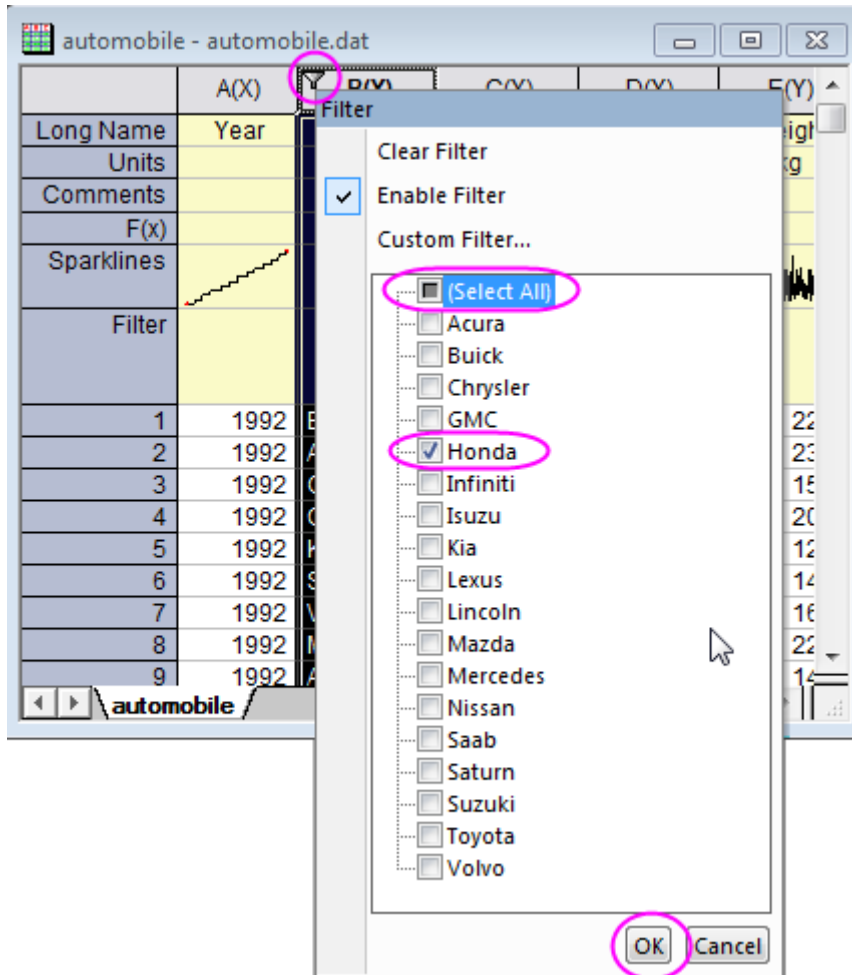 automobile - automobile.dat
A(X) B(Y) C(Y) D(Y) E(Y)
Filter
Long Name Year
Units kg
Comments
F(x)
Sparklines
Filter
Clear Filter
Enable Filter
Custom Filter...
(Select All)
Acura
Buick
Chrysler
GMC
Honda
Infiniti
Isuzu
Kia
Lexus
Lincoln
Mazda
Mercedes
Nissan
Saab
Saturn
Suzuki
Toyota
Volvo
1 1992
2 1992
3 1992
4 1992
5 1992
6 1992
7 1992
8 1992
9 1992
automobile
OK Cancel